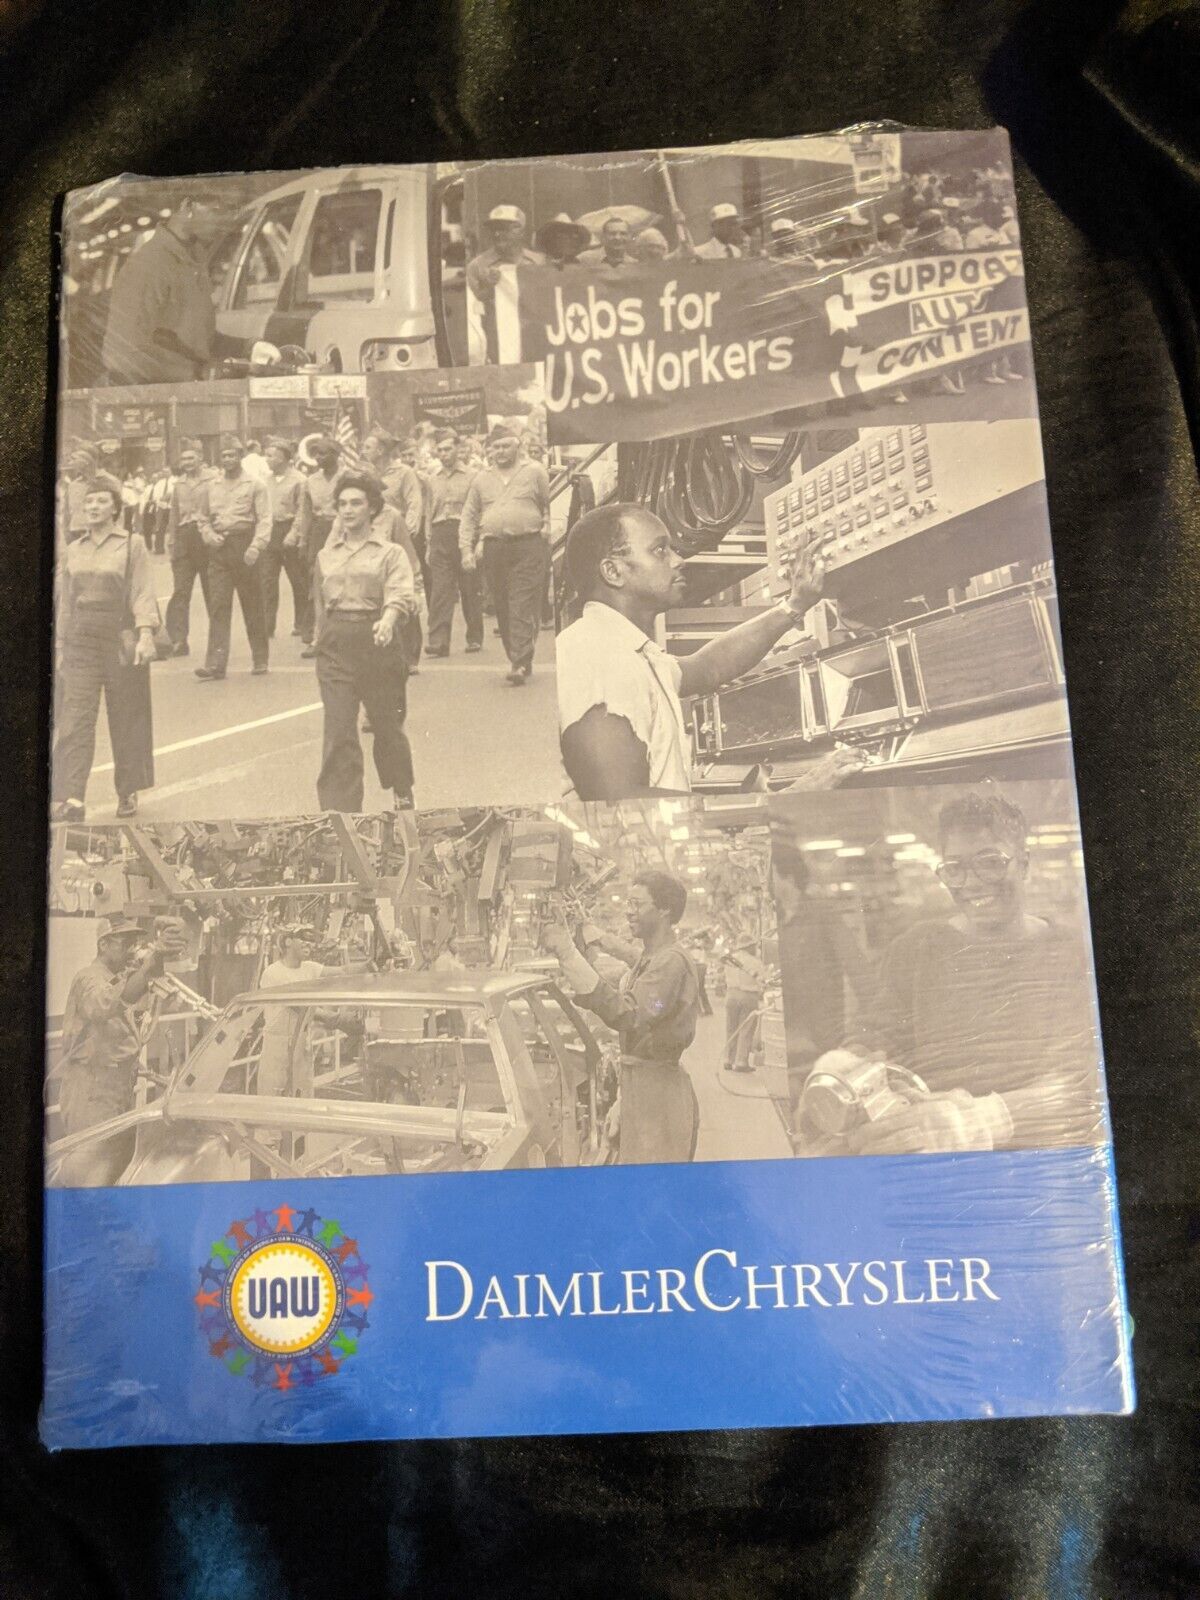 Jobs for
U.S. Workers
SUPPORT
AUTO
CONTENT
UAW
DAIMLERCHRYSLER